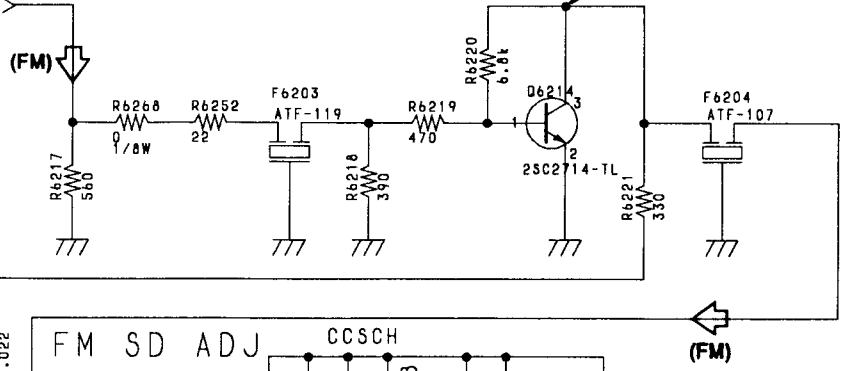 (FM)
R6268
0
1/8W
R6252
22
F6203
ATF-119
R6219
470
R6220
6.8k
Q6214
1
3
2
2SC2714-TL
F6204
ATF-107
R6217
560
R6218
390
R6221
330
(FM)
.022
FM SD ADJ
CCSCH